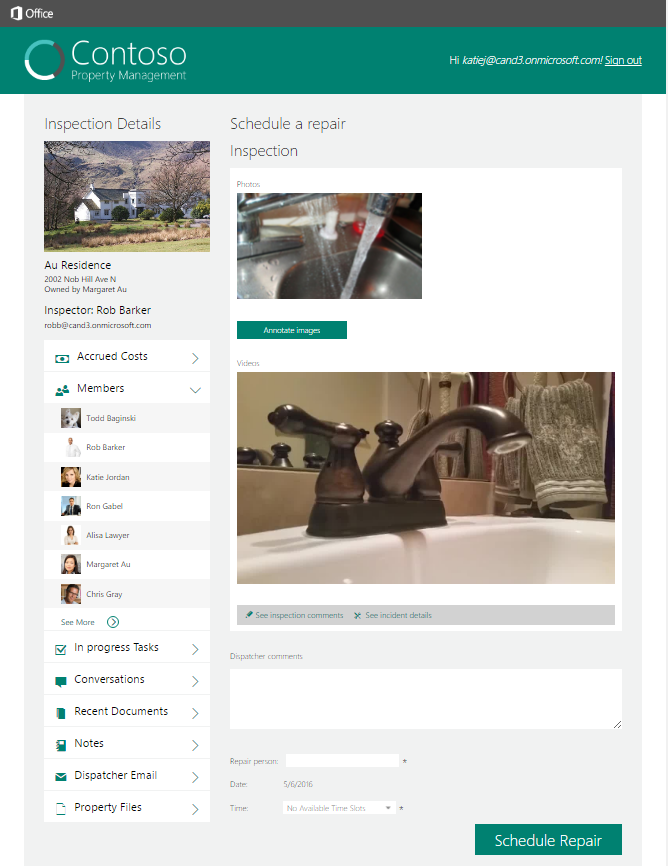 Office
Contoso
Property Management
Hi katiej@cand3.onmicrosoft.com! Sign out
Inspection Details
Au Residence
2002 Nob Hill Ave N
Owned by Margaret Au
Inspector: Rob Barker
robb@cand3.onmicrosoft.com
Accrued Costs
Members
Todd Baginski
Rob Barker
Katie Jordan
Ron Gabel
Alisa Lawyer
Margaret Au
Chris Gray
See More
In progress Tasks
Conversations
Recent Documents
Notes
Dispatcher Email
Property Files
Schedule a repair
Inspection
Photos
Annotate images
Videos
See inspection comments See incident details
Dispatcher comments
Repair person: *
Date: 5/6/2016
Time: No Available Time Slots *
Schedule Repair